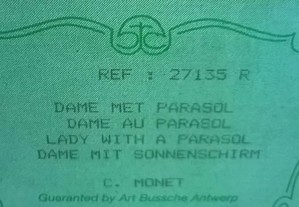 REF : 27135 R
DAME MET PARASOL
DAME AU PARASOL
LADY WITH A PARASOL
DAME MIT SONNENSCHIRM
C. MONET
Guaranted by Art Bussche Antwerp